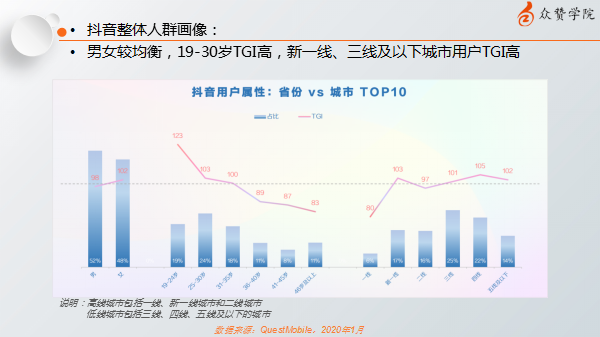 众赞学院
• 抖音整体人群画像：
• 男女较均衡，19-30岁TGI高，新一线、三线及以下城市用户TGI高
抖音用户属性：省份 vs 城市 TOP10
占比 TGI
123 103 100 89 87 83 80 103 97 101 105 102
99 102
52% 48% 19% 24% 18% 11% 11% 17% 16% 25% 22% 14%
男 女 19-24岁 25-30岁 31-35岁 36-40岁 41-45岁 46岁及以上 一线 新一线 二线 三线 四线 五线及以下
说明：高线城市包括一线、新一线城市和二线城市
低线城市包括三线、四线、五线及以下的城市
数据来源：QuestMobile，2020年1月